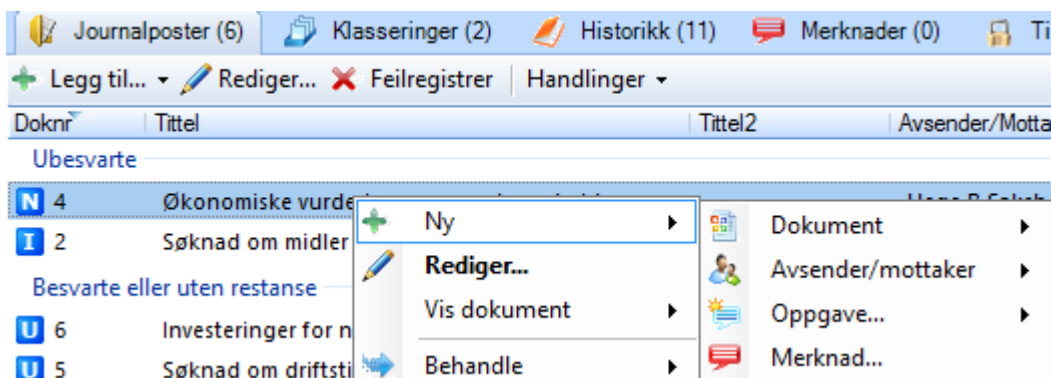 Journalposter (6) Klasseringer (2) Historikk (11) Merknader (0)
Legg til... Rediger... Feilregistrer Handlinger
Doknr Tittel Tittel2 Avsender/Motta
Ubesvarte
N 4 Økonomiske vurde
Ny Dokument
I 2 Søknad om midler
Rediger... Avsender/mottaker
Besvarte eller uten restanse
Vis dokument Oppgave...
U 6 Investeringer for n
Behandle Merknad...
U 5 Søknad om driftsti